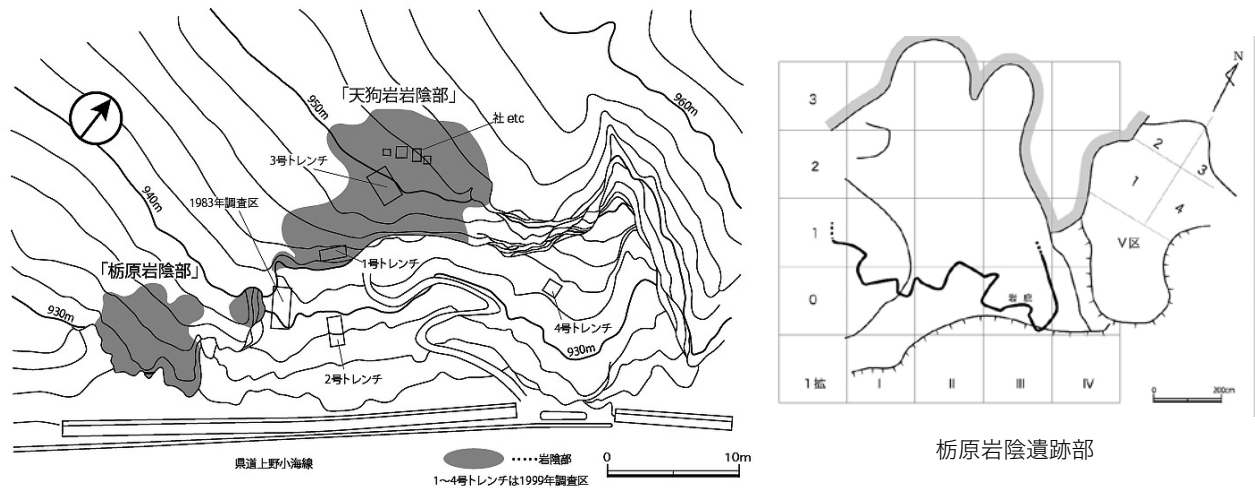 「天狗岩岩陰部」
950m
960m
社 etc
3号トレンチ
940m
1983年調査区
「栃原岩陰部」
1号トレンチ
930m
4号トレンチ
930m
2号トレンチ
県道上野小海線
岩陰部
0 10m
1～4号トレンチは1999年調査区
N
3
2
1
0
2
3
1
4
V区
岩庇
1拡 I II III IV
0 200cm
栃原岩陰遺跡部